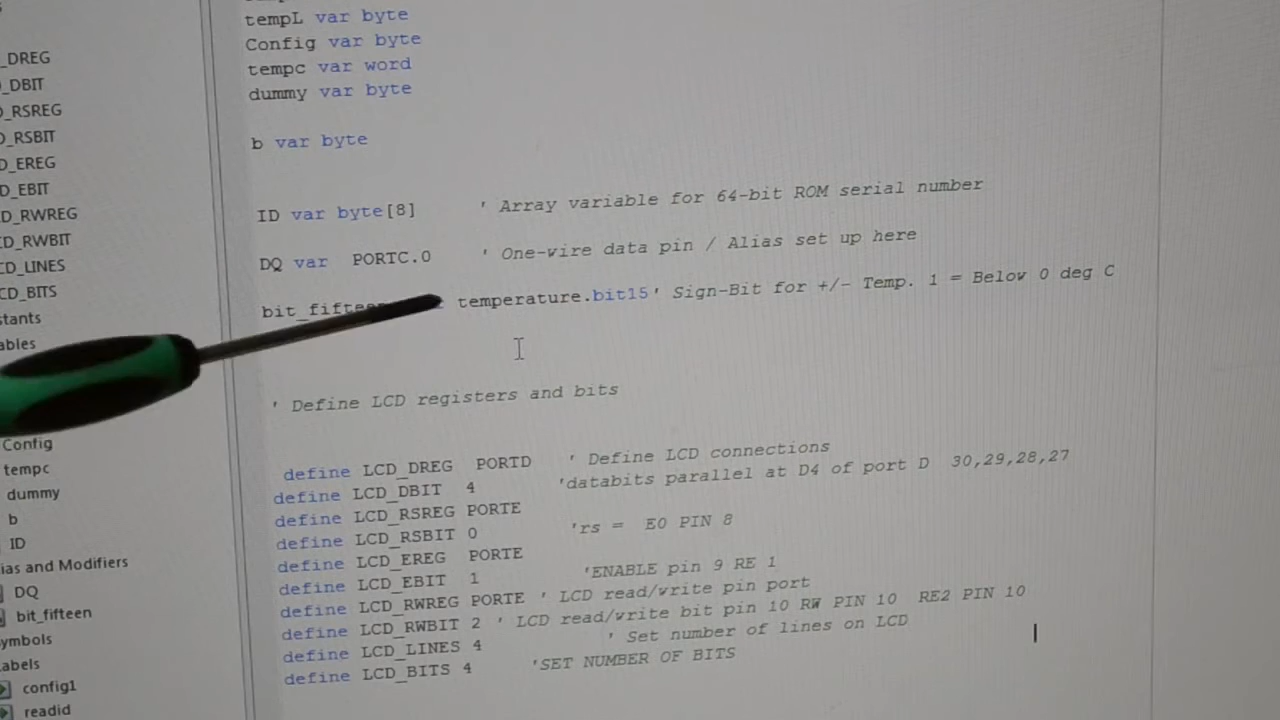 tempL var byte
Config var byte
tempc var word
dummy var byte
b var byte
ID var byte[8] ' Array variable for 64-bit ROM serial number
DQ var PORTC.0 ' One-wire data pin / Alias set up here
bit_fifteen temperature.bit15' Sign-Bit for +/- Temp. 1 = Below 0 deg C
' Define LCD registers and bits
define LCD_DREG PORTD ' Define LCD connections
define LCD_DBIT 4 'databits parallel at D4 of port D 30,29,28,27
define LCD_RSREG PORTE
define LCD_RSBIT 0 'rs = E0 PIN 8
define LCD_EREG PORTE
define LCD_EBIT 1 'ENABLE pin 9 RE 1
define LCD_RWREG PORTE ' LCD read/write pin port
define LCD_RWBIT 2 ' LCD read/write bit pin 10 RW PIN 10 RE2 PIN 10
define LCD_LINES 4 ' Set number of lines on LCD
define LCD_BITS 4 'SET NUMBER OF BITS
_DREG
_DBIT
D_RSREG
D_RSBIT
D_EREG
D_EBIT
D_RWREG
D_RWBIT
CD_LINES
CD_BITS
stants
ables
Config
tempc
dummy
b
ID
ias and Modifiers
DQ
bit_fifteen
ymbols
abels
config1
readid